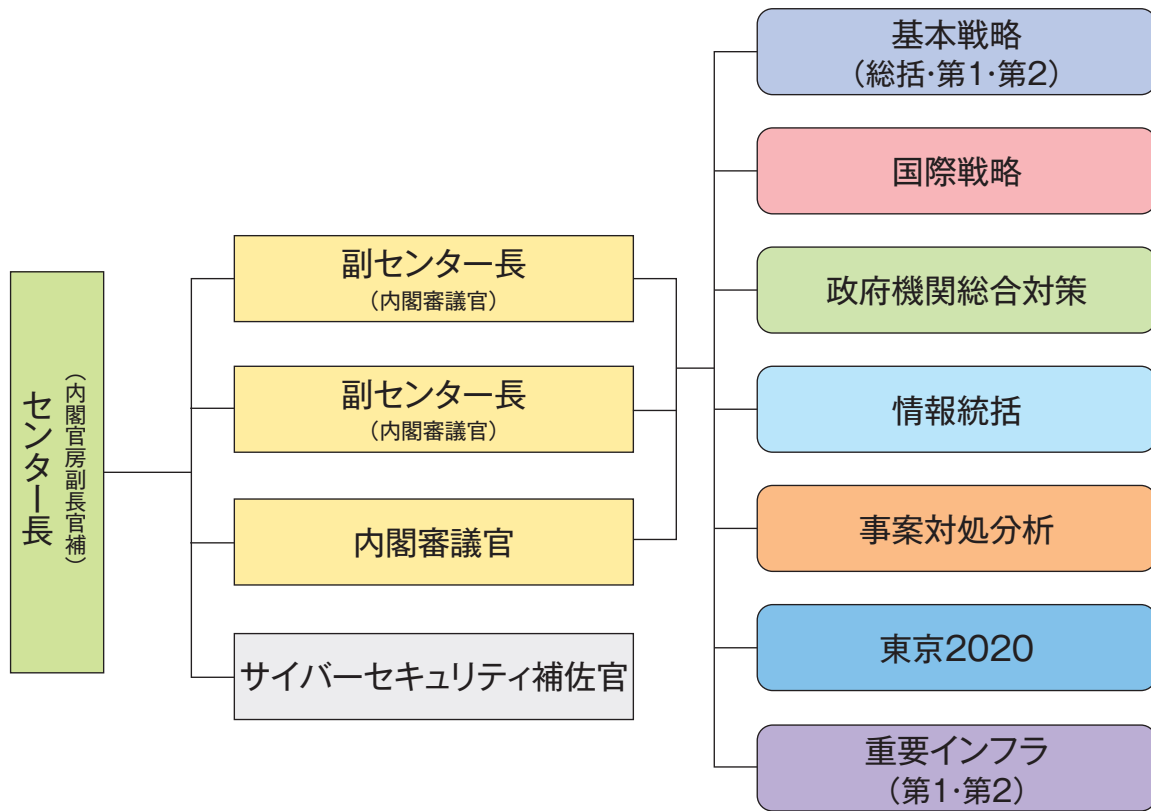 センター長
（内閣官房副長官補）
副センター長
（内閣審議官）
副センター長
（内閣審議官）
内閣審議官
サイバーセキュリティ補佐官
基本戦略
（総括・第1・第2）
国際戦略
政府機関総合対策
情報統括
事案対処分析
東京2020
重要インフラ
（第1・第2）